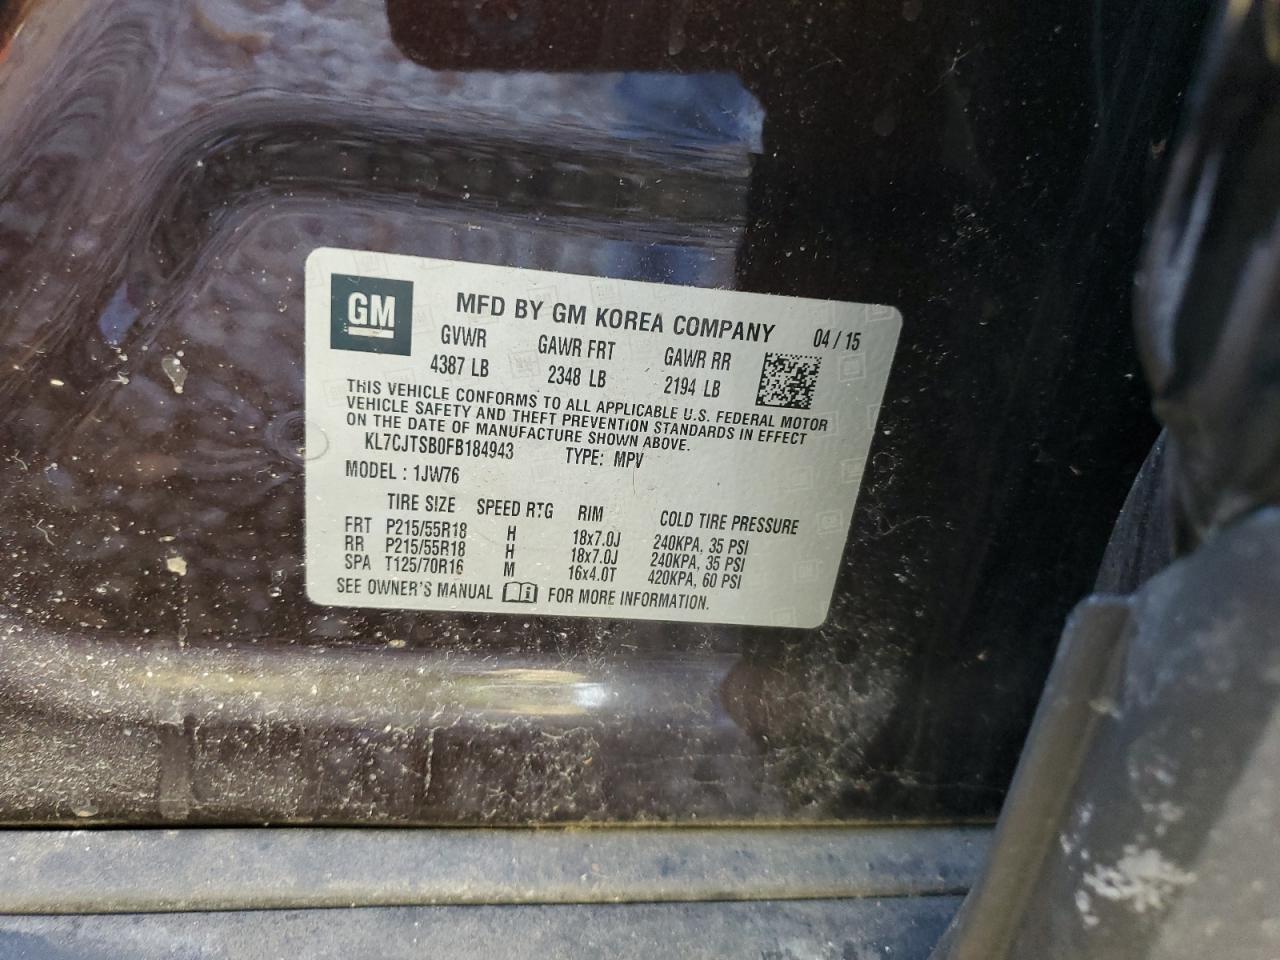 GM
MFD BY GM KOREA COMPANY 04 / 15
GVWR GAWR FRT GAWR RR
4387 LB 2348 LB 2194 LB
THIS VEHICLE CONFORMS TO ALL APPLICABLE U.S. FEDERAL MOTOR
VEHICLE SAFETY AND THEFT PREVENTION STANDARDS IN EFFECT
ON THE DATE OF MANUFACTURE SHOWN ABOVE.
KL7CJTSB0FB184943 TYPE: MPV
MODEL : 1JW76
TIRE SIZE SPEED RTG RIM COLD TIRE PRESSURE
FRT P215/55R18 H 18x7.0J 240KPA, 35 PSI
RR P215/55R18 H 18x7.0J 240KPA, 35 PSI
SPA T125/70R16 M 16x4.0T 420KPA, 60 PSI
SEE OWNER'S MANUAL FOR MORE INFORMATION.